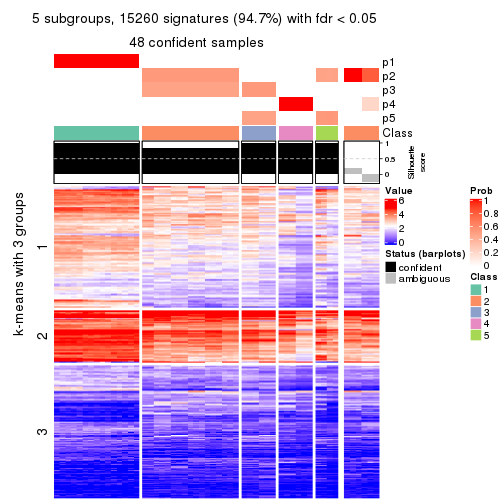 5 subgroups, 15260 signatures (94.7%) with fdr < 0.05
48 confident samples
p1
p2
p3
p4
p5
Class
1
0.5
0
Silhouette
score
k-means with 3 groups
1
2
3
Value
6
4
2
0
Status (barplots)
confident
ambiguous
Prob
1
0.8
0.6
0.4
0.2
0
Class
1
2
3
4
5